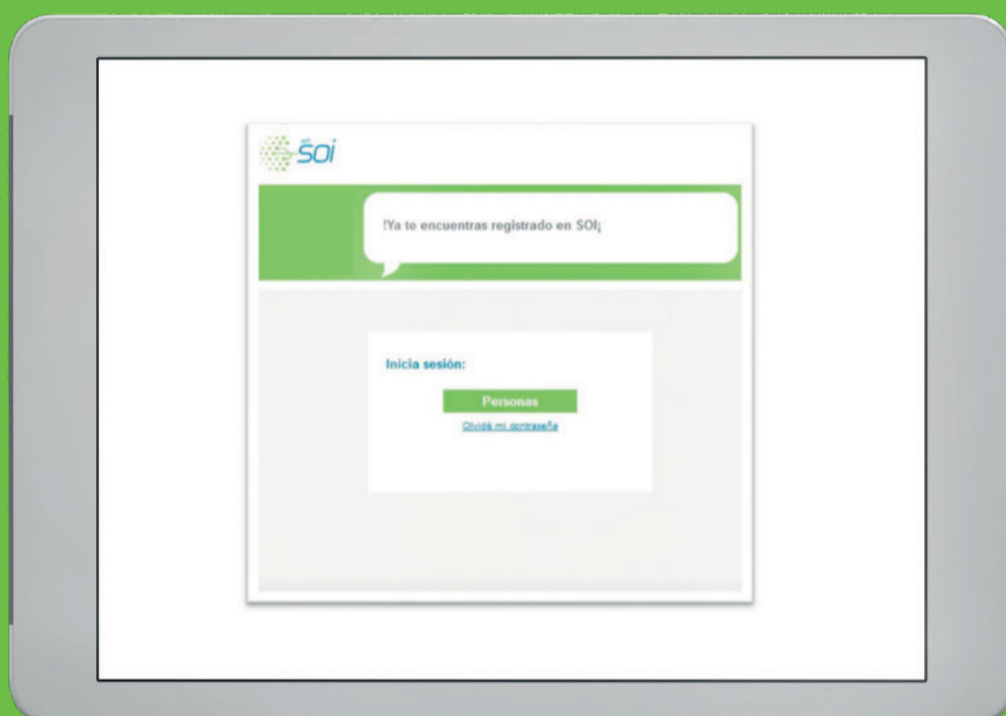 SOi
!Ya te encuentras registrado en SOI¡
Inicia sesión:
Personas
Olvidé mi contraseña